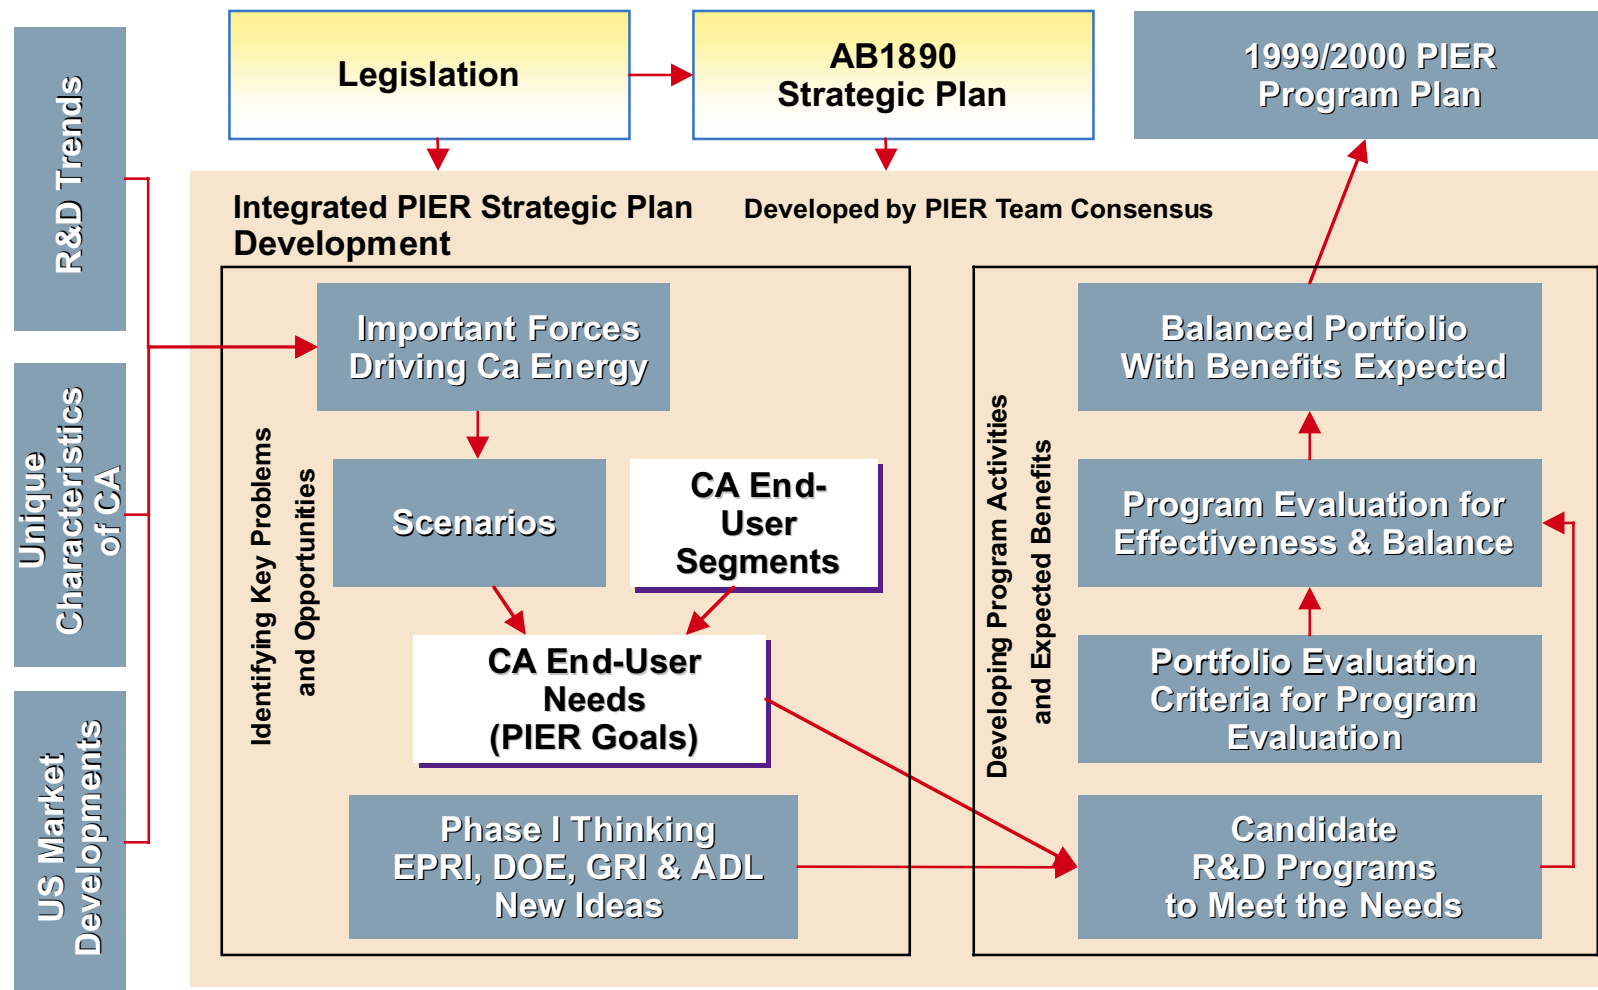 Legislation
AB1890
Strategic Plan
1999/2000 PIER
Program Plan
R&D Trends
Unique
Characteristics
of CA
US Market
Developments
Integrated PIER Strategic Plan
Development
Developed by PIER Team Consensus
Identifying Key Problems
and Opportunities
Important Forces
Driving Ca Energy
Scenarios
CA End-
User
Segments
CA End-User
Needs
(PIER Goals)
Phase I Thinking
EPRI, DOE, GRI & ADL
New Ideas
Developing Program Activities
and Expected Benefits
Balanced Portfolio
With Benefits Expected
Program Evaluation for
Effectiveness & Balance
Portfolio Evaluation
Criteria for Program
Evaluation
Candidate
R&D Programs
to Meet the Needs